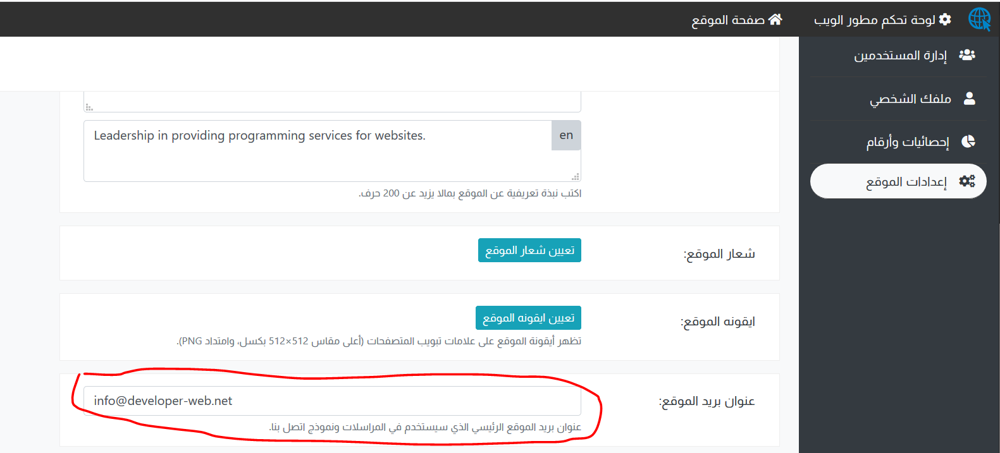 لوحة تحكم مطور الويب
صفحة الموقع
إدارة المستخدمين
ملفك الشخصي
إحصائيات وأرقام
إعدادات الموقع
en
Leadership in providing programming services for websites.
اكتب نبذة تعريفية عن الموقع بمالا يزيد عن 200 حرف.
شعار الموقع:
تعيين شعار الموقع
ايقونه الموقع:
تعيين ايقونه الموقع
تظهر أيقونة الموقع على علامات تبويب المتصفحات (أعلى مقاس 512×512 بكسل، وامتداد PNG).
عنوان بريد الموقع:
info@developer-web.net
عنوان بريد الموقع الرئيسي الذي سيستخدم في المراسلات ونموذج اتصل بنا.